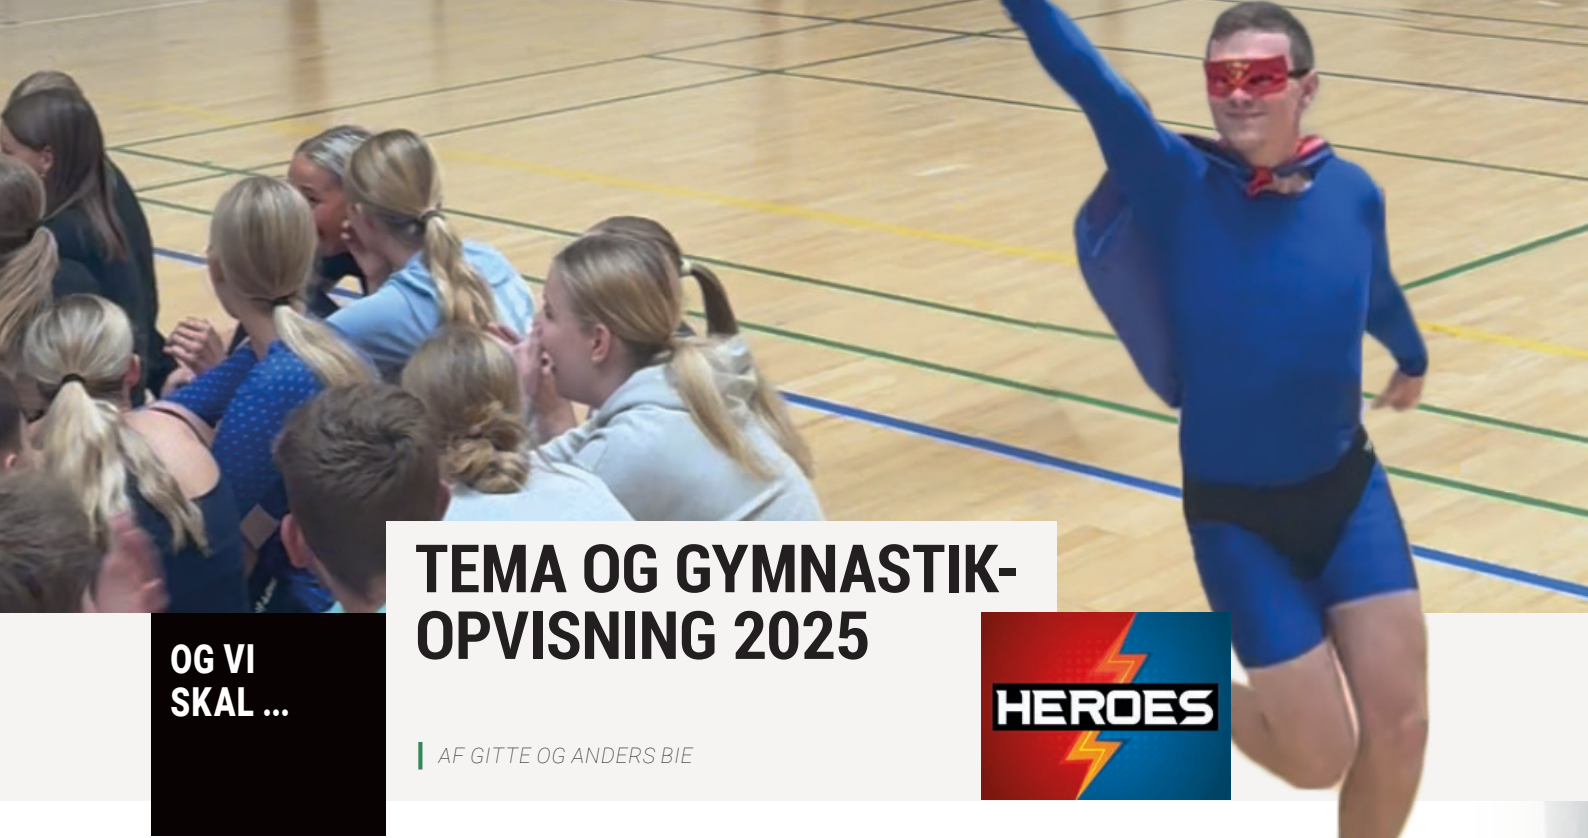 TEMA OG GYMNASTIK-
OPVISNING 2025
OG VI
SKAL ...
AF GITTE OG ANDERS BIE
HEROES